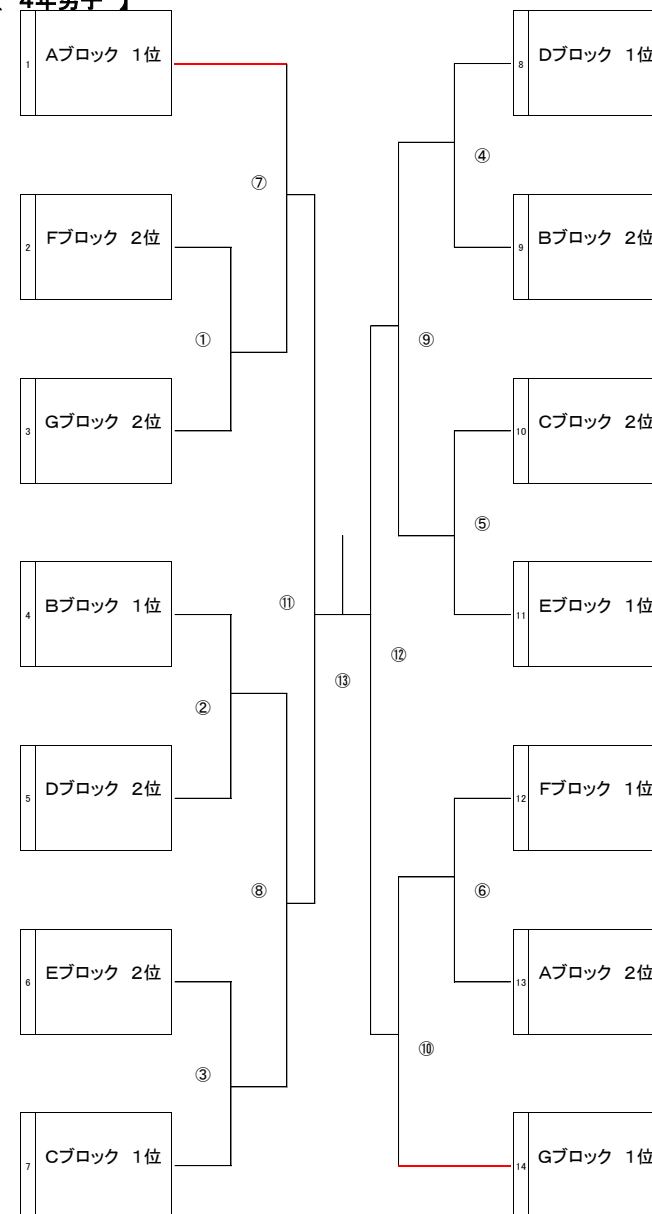 4年男子 】
1 Aブロック 1位
⑦
2 Fブロック 2位
①
3 Gブロック 2位
4 Bブロック 1位
②
5 Dブロック 2位
⑧
6 Eブロック 2位
③
7 Cブロック 1位
⑪
⑬
8 Dブロック 1位
④
9 Bブロック 2位
⑨
10 Cブロック 2位
⑤
11 Eブロック 1位
⑫
12 Fブロック 1位
⑥
13 Aブロック 2位
⑩
14 Gブロック 1位